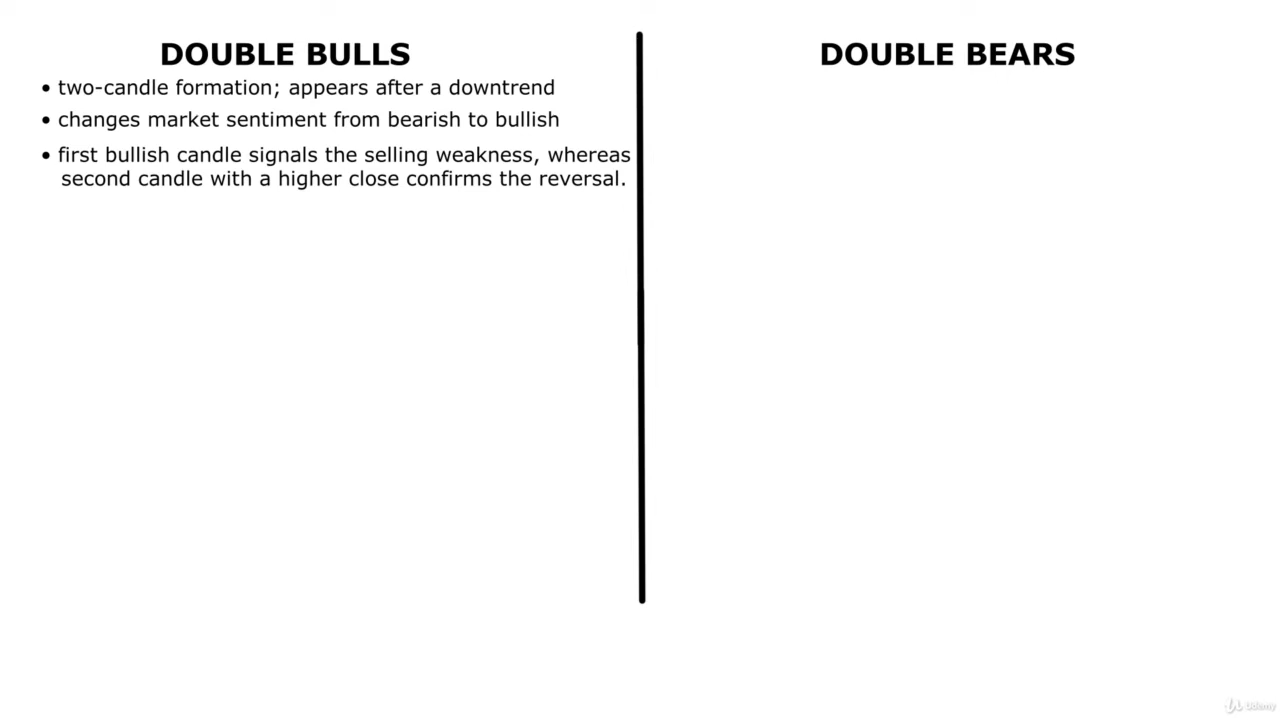 DOUBLE BULLS
• two-candle formation; appears after a downtrend
• changes market sentiment from bearish to bullish
• first bullish candle signals the selling weakness, whereas
second candle with a higher close confirms the reversal.
DOUBLE BEARS
Udemy